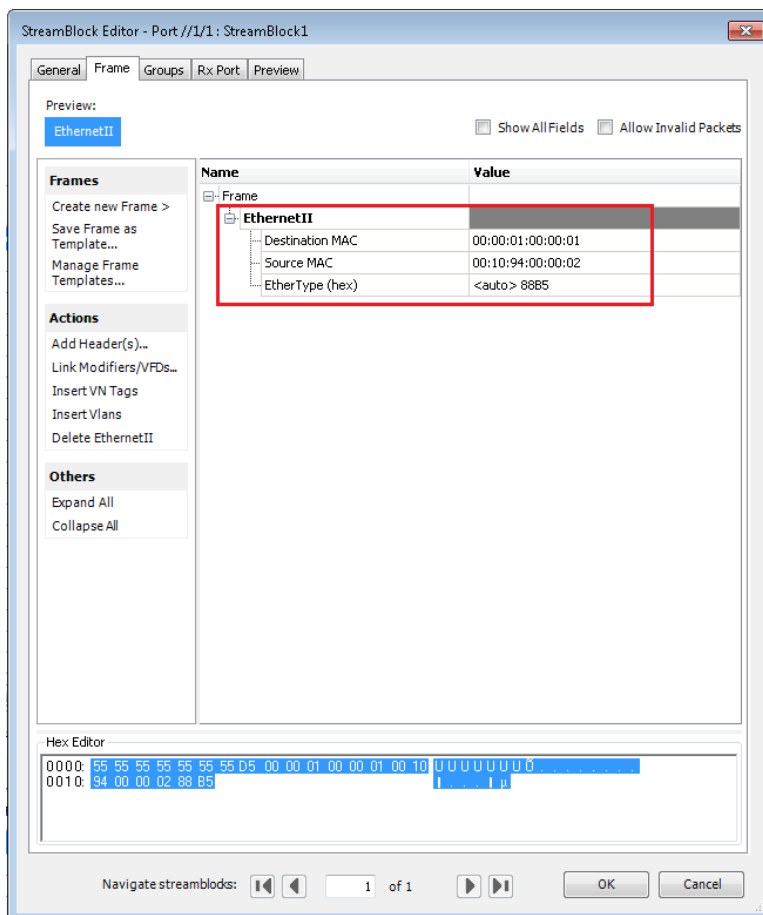 StreamBlock Editor - Port //1/1 : StreamBlock1
General Frame Groups Rx Port Preview
Preview:
EthernetII
Show All Fields Allow Invalid Packets
Frames
Create new Frame >
Save Frame as
Template...
Manage Frame
Templates...
Actions
Add Header(s)...
Link Modifiers/VFDs...
Insert VN Tags
Insert Vlans
Delete EthernetII
Others
Expand All
Collapse All
Name Value
Frame
EthernetII
Destination MAC 00:00:01:00:00:01
Source MAC 00:10:94:00:00:02
EtherType (hex) <auto> 88B5
Hex Editor
0000: 55 55 55 55 55 55 55 D5 00 00 01 00 00 01 00 10 U U U U U U U Õ . . . . . . . .
0010: 94 00 00 02 88 B5 | . . . | µ
Navigate streamblocks: 1 of 1 OK Cancel